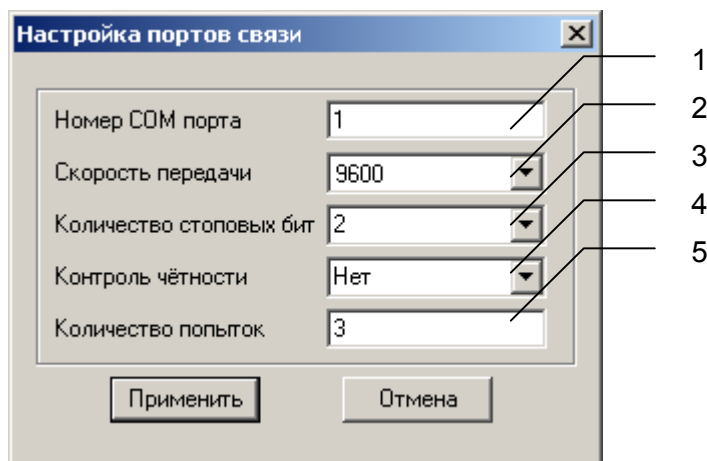 Настройка портов связи
1
Номер COM порта 1
2
Скорость передачи 9600
3
Количество стоповых бит 2
4
Контроль чётности Нет
5
Количество попыток 3
Применить Отмена